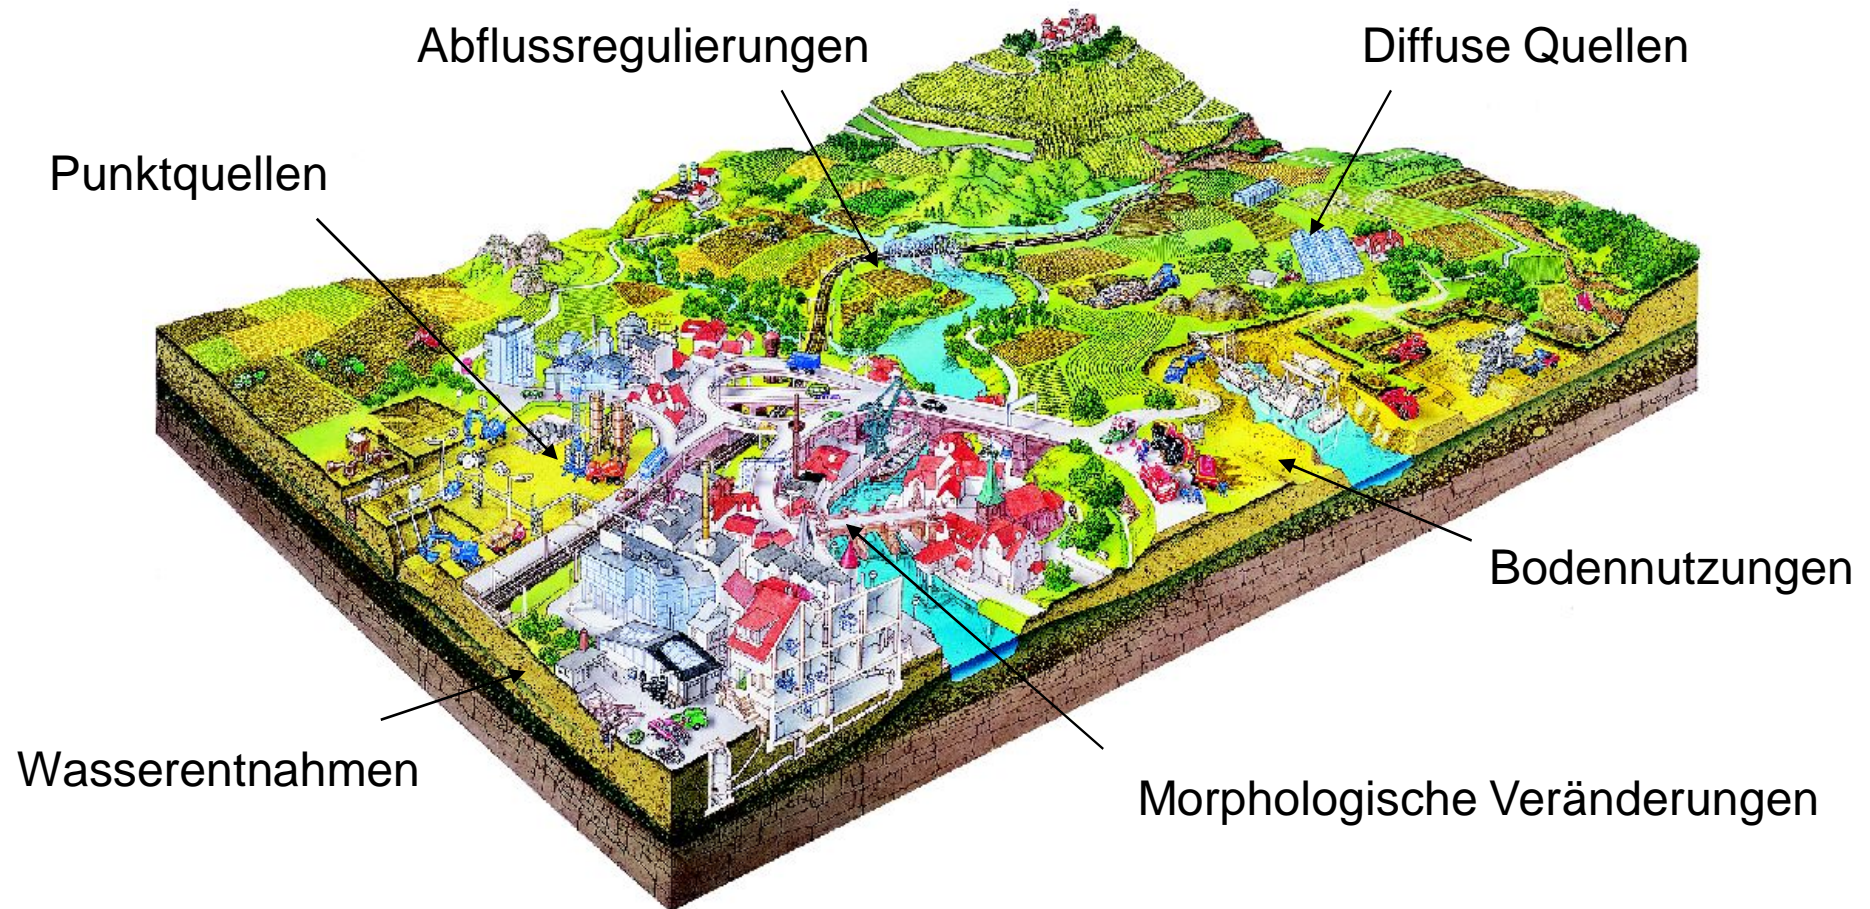 Abflussregulierungen
Diffuse Quellen
Punktquellen
Bodennutzungen
Wasserentnahmen
Morphologische Veränderungen